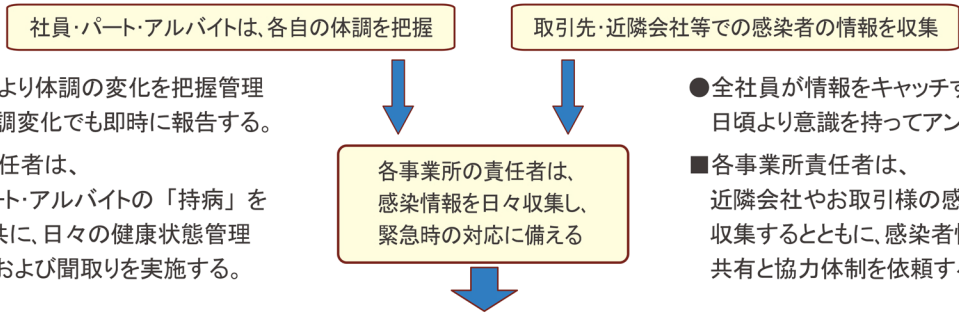 社員・パート・アルバイトは、各自の体調を把握
取引先・近隣会社等での感染者の情報を収集
より体調の変化を把握管理
調変化でも即時に報告する。
任者は、
ート・アルバイトの「持病」を
共に、日々の健康状態管理
および聞取りを実施する。
各事業所の責任者は、
感染情報を日々収集し、
緊急時の対応に備える
●全社員が情報をキャッチす
日頃より意識を持ってアン
■各事業所責任者は、
近隣会社やお取引様の感
収集するとともに、感染者
共有と協力体制を依頼す